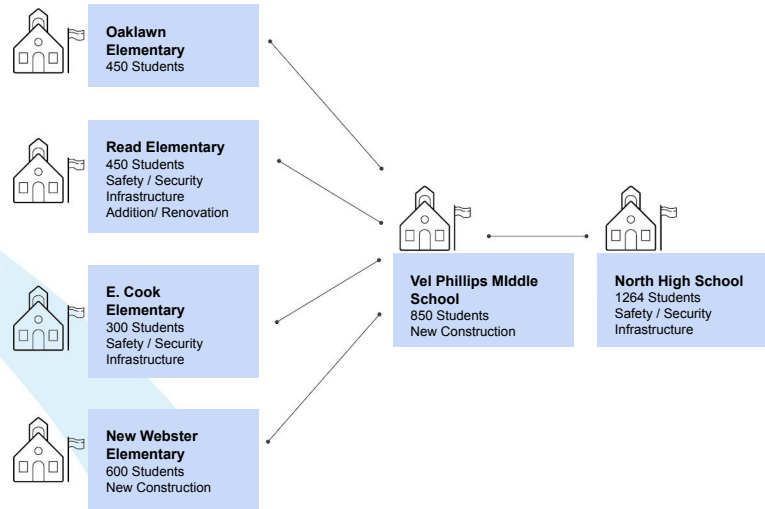 Oaklawn
Elementary
450 Students
Read Elementary
450 Students
Safety / Security
Infrastructure
Addition/ Renovation
E. Cook
Elementary
300 Students
Safety / Security
Infrastructure
New Webster
Elementary
600 Students
New Construction
Vel Phillips MIddle
School
850 Students
New Construction
North High School
1264 Students
Safety / Security
Infrastructure